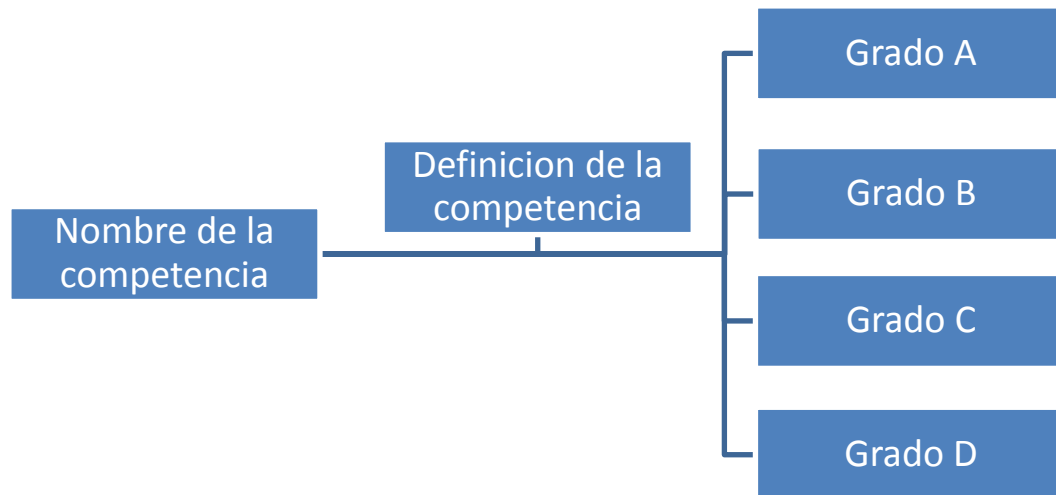 Nombre de la
competencia
Definicion de la
competencia
Grado A
Grado B
Grado C
Grado D